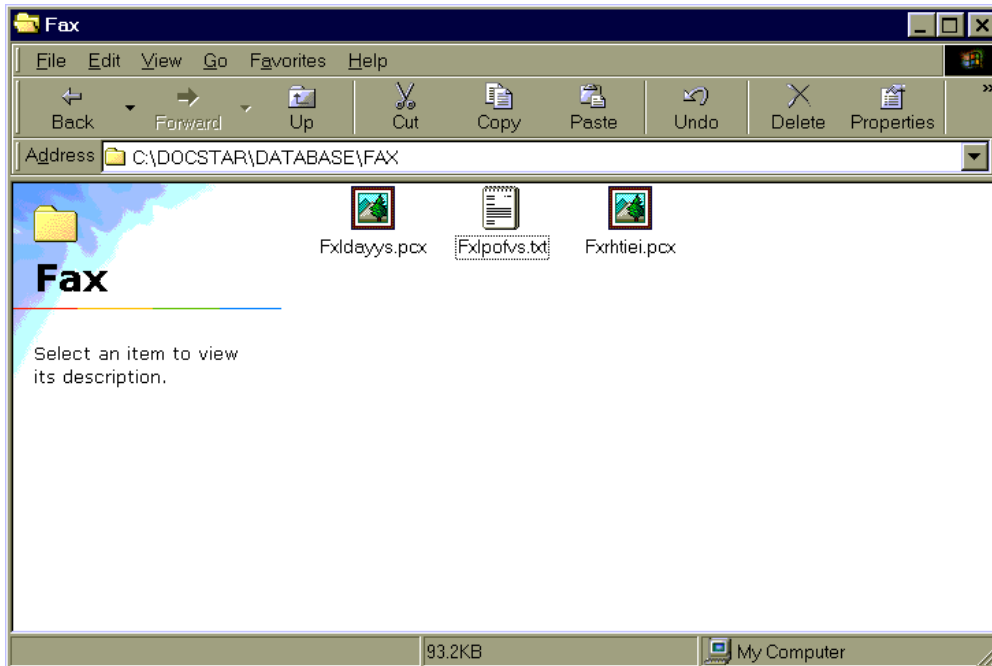 Fax
File Edit View Go Favorites Help
Back Forward Up Cut Copy Paste Undo Delete Properties »
Address C:\DOCSTAR\DATABASE\FAX
Fxldayys.pcx Fxlpofvs.txt Fxrhtiei.pcx
Fax
Select an item to view
its description.
93.2KB My Computer